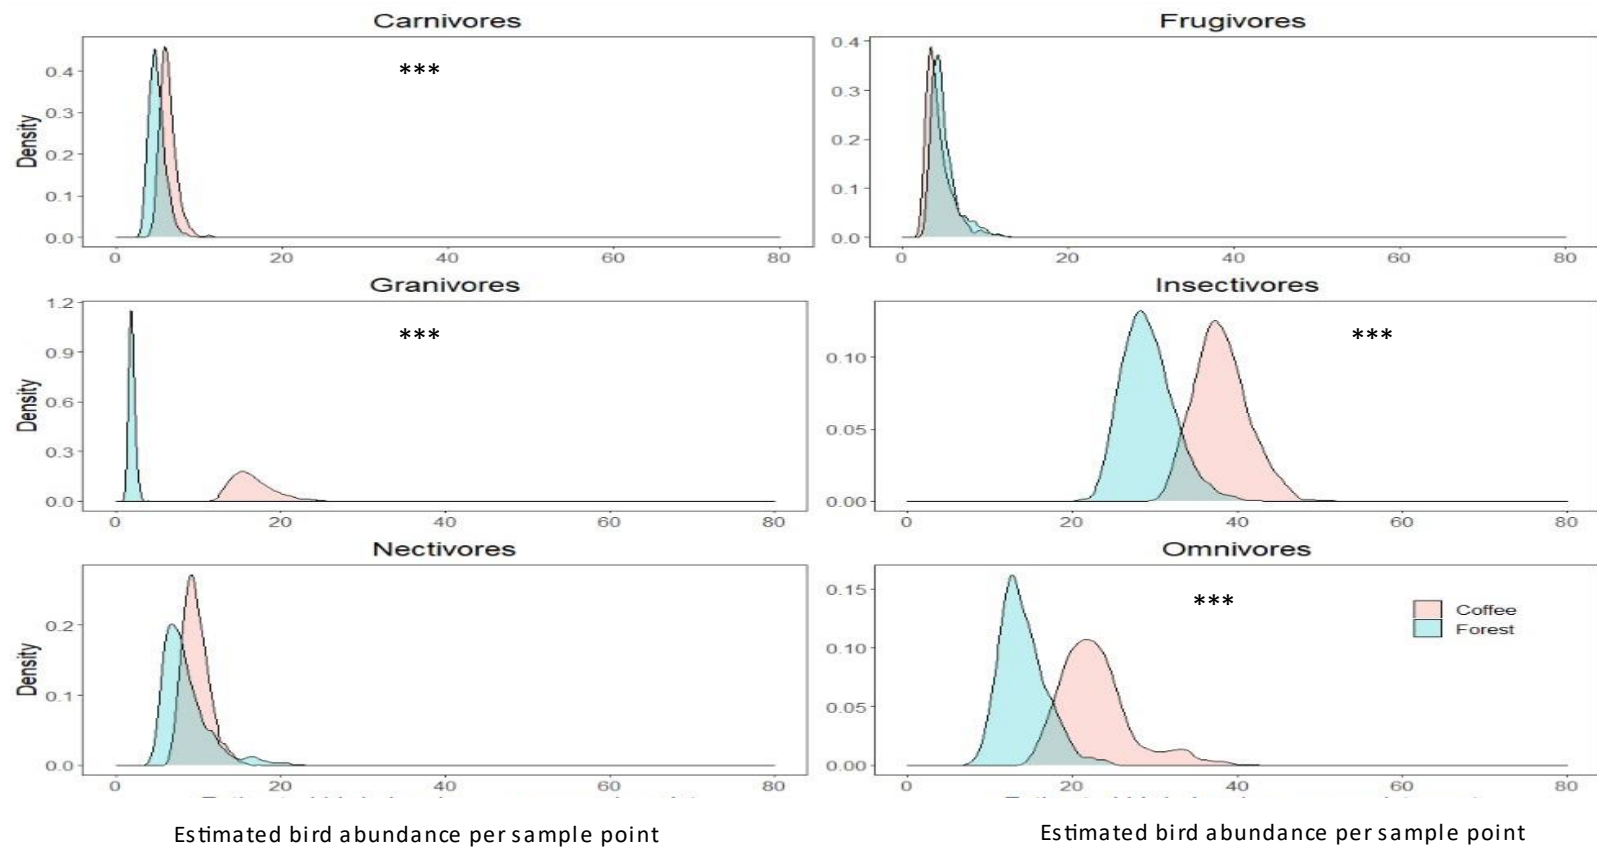 Carnivores
Frugivores
Density
0.4
0.3
0.2
0.1
0.0
***
0 20 40 60 80
0.4
0.3
0.2
0.1
0.0
0 20 40 60 80
Granivores
Insectivores
Density
1.2
0.9
0.6
0.3
0.0
***
0 20 40 60 80
0.10
0.05
0.00
***
0 20 40 60 80
Nectivores
Omnivores
Density
0.2
0.1
0.0
0 20 40 60 80
0.15
0.10
0.05
0.00
***
Coffee
Forest
0 20 40 60 80
Estimated bird abundance per sample point
Estimated bird abundance per sample point